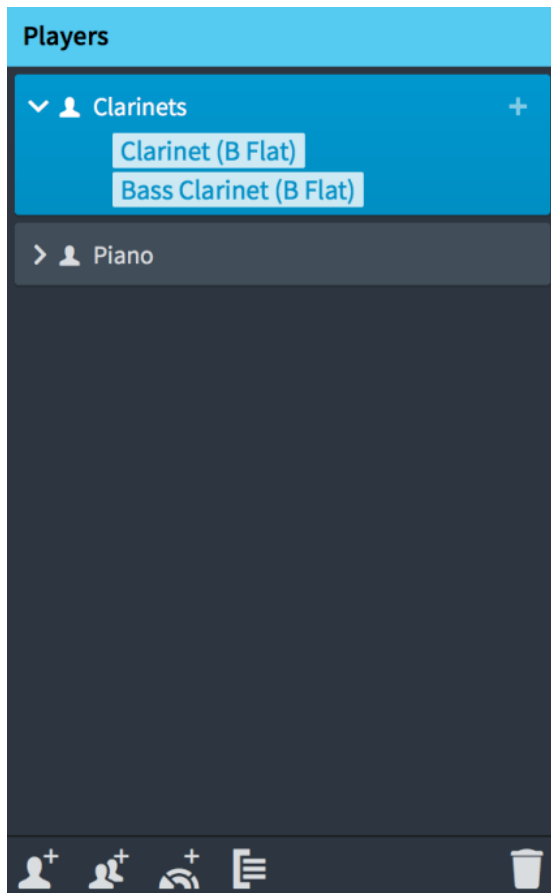 Players
Clarinets
Clarinet (B Flat)
Bass Clarinet (B Flat)
Piano